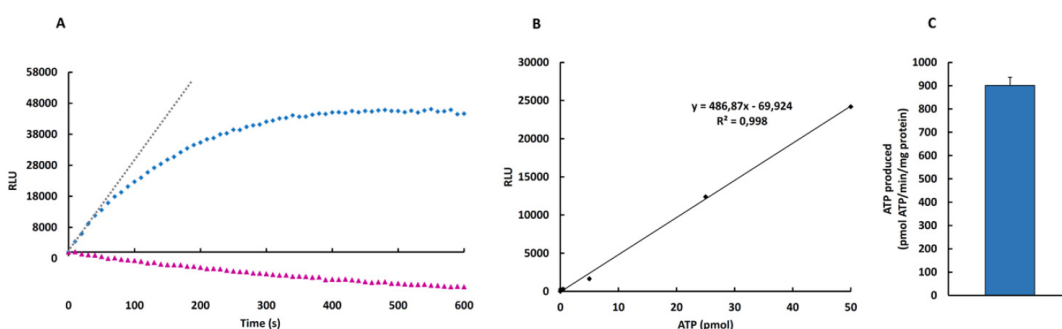 A
58000
48000
38000
28000
18000
8000
0
RLU
0 100 200 300 400 500 600
Time (s)
B
30000
25000
20000
15000
10000
5000
0
RLU
y = 486,87x - 69,924
R² = 0,998
0 10 20 30 40 50
ATP (pmol)
C
1000
900
800
700
600
500
400
300
200
100
0
ATP produced
(pmol ATP/min/mg protein)